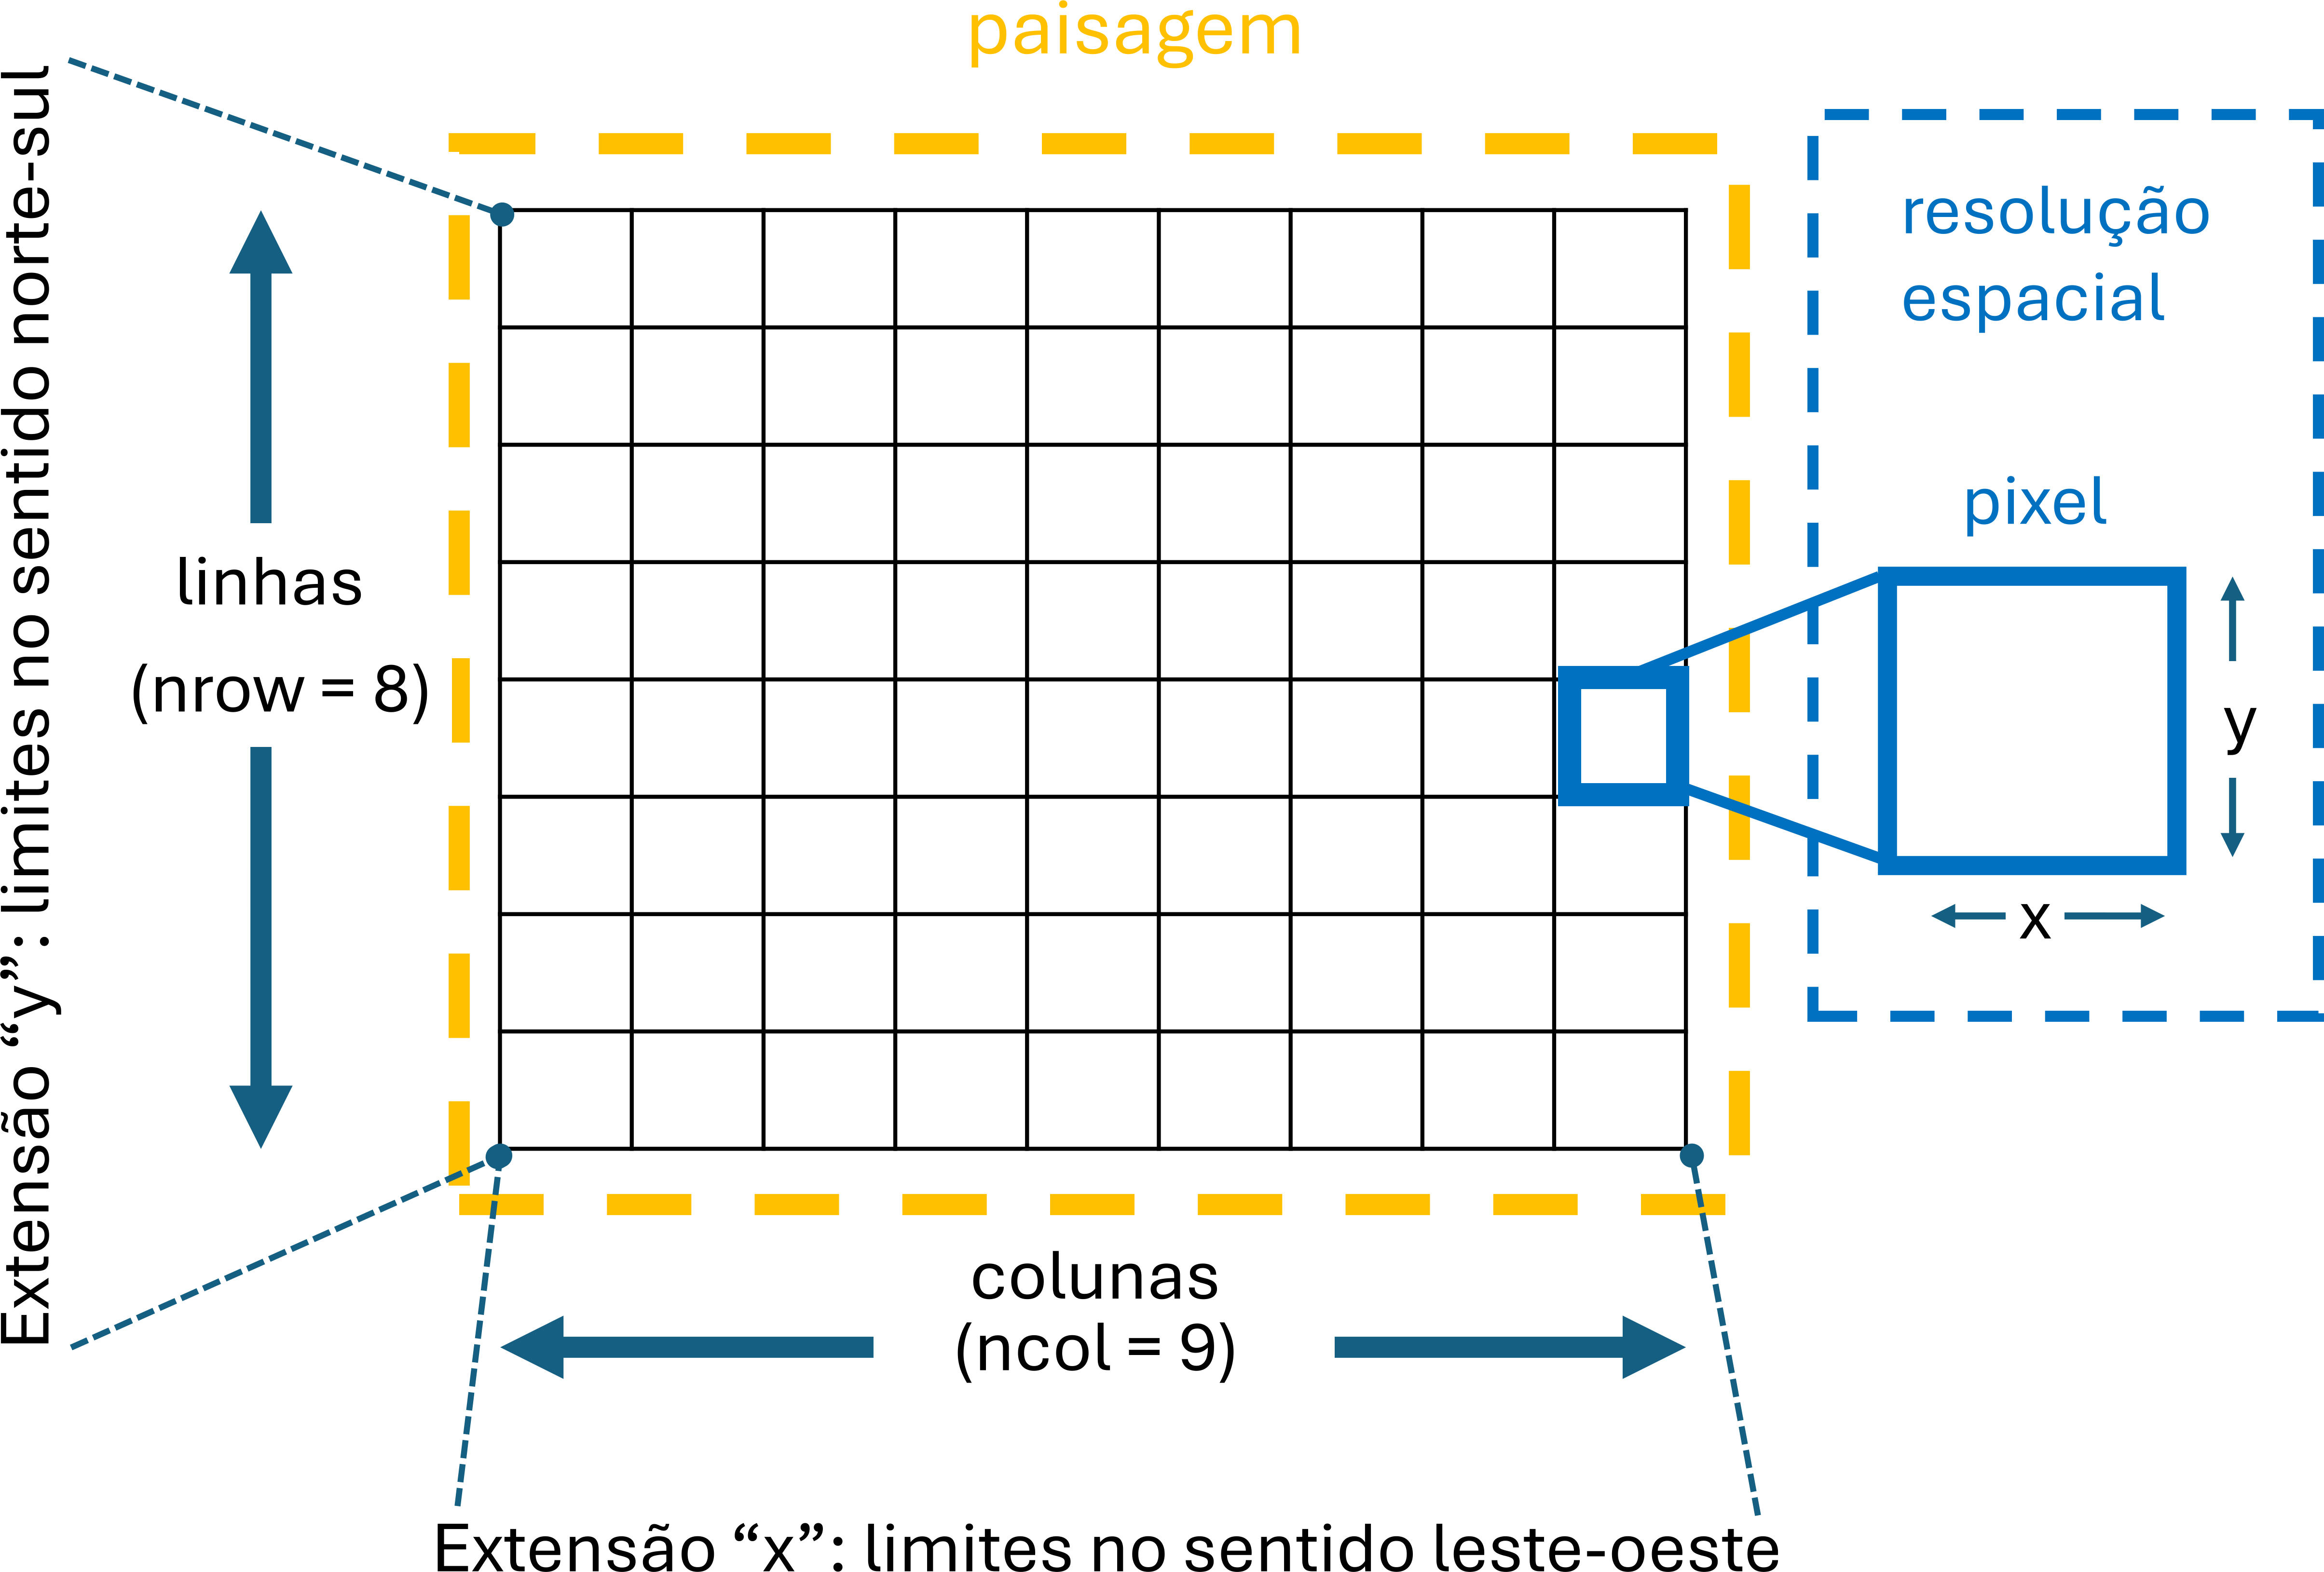 paisagem
Extensão “y”: limites no sentido norte-sul
linhas
(nrow = 8)
resolução
espacial
pixel
y
x
colunas
(ncol = 9)
Extensão “x”: limites no sentido leste-oeste